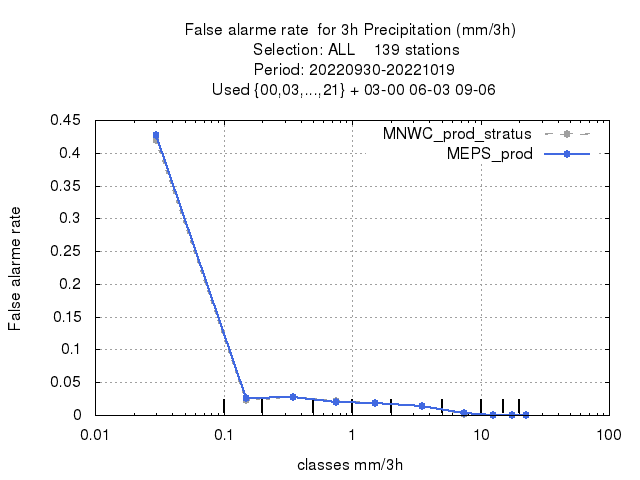 False alarme rate  for 3h Precipitation (mm/3h)
Selection: ALL    139 stations
Period: 20220930-20221019
Used {00,03,...,21} + 03-00 06-03 09-06
MNWC_prod_stratus
MEPS_prod
False alarme rate
0.45
0.4
0.35
0.3
0.25
0.2
0.15
0.1
0.05
0
0.01
0.1
1
10
100
classes mm/3h